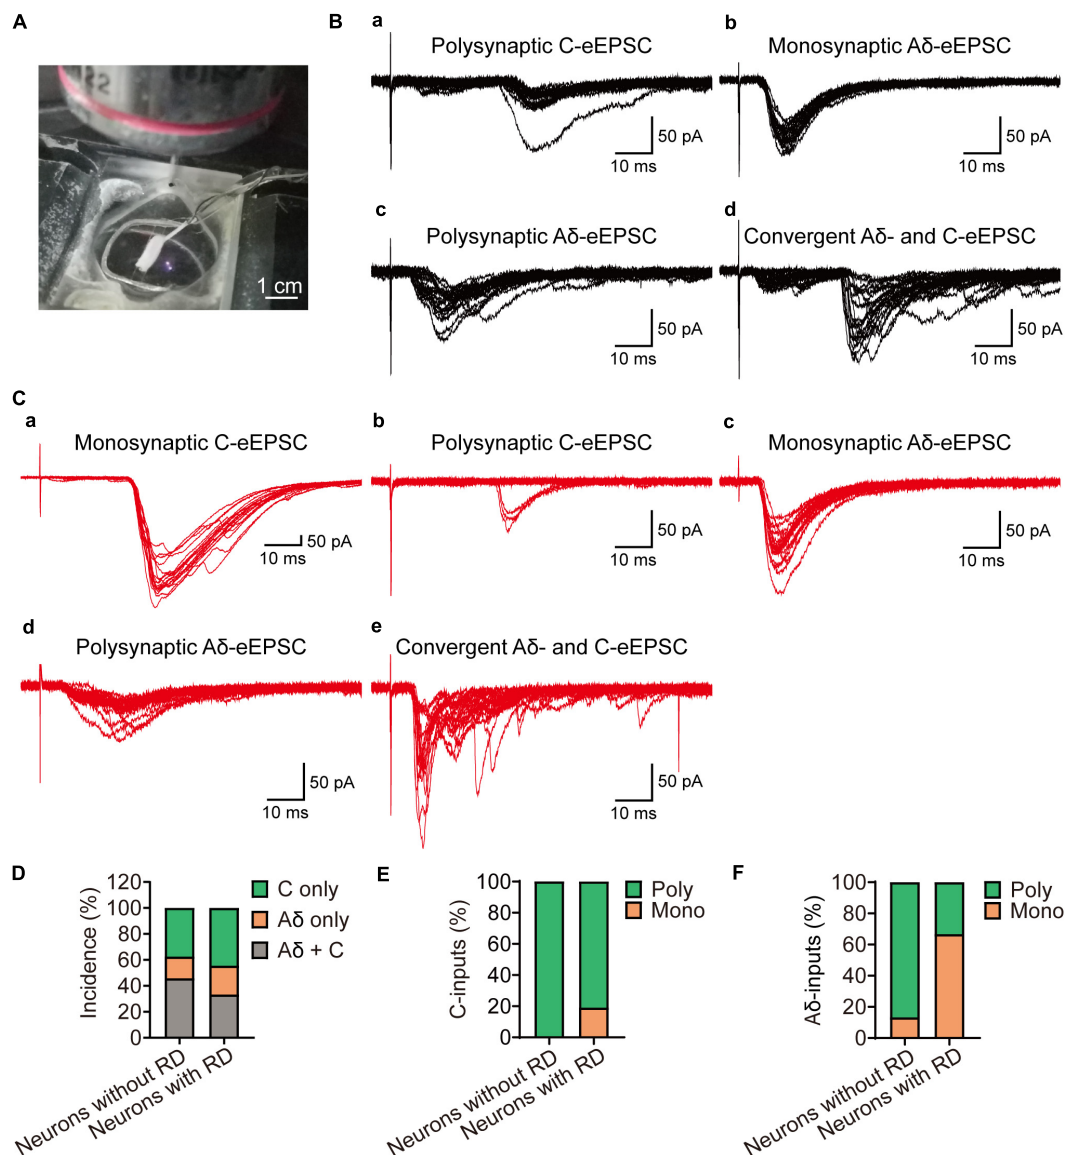 A
B
a
Polysynaptic C-eEPSC
50 pA
10 ms
b
Monosynaptic Aδ-eEPSC
50 pA
10 ms
22
1 cm
c
Polysynaptic Aδ-eEPSC
50 pA
10 ms
d
Convergent Aδ- and C-eEPSC
50 pA
10 ms
C
a
Monosynaptic C-eEPSC
50 pA
10 ms
b
Polysynaptic C-eEPSC
50 pA
10 ms
c
Monosynaptic Aδ-eEPSC
50 pA
10 ms
d
Polysynaptic Aδ-eEPSC
50 pA
10 ms
e
Convergent Aδ- and C-eEPSC
50 pA
10 ms
D
Incidence (%)
120
100
80
60
40
20
0
C only
Aδ only
Aδ + C
Neurons without RD
Neurons with RD
E
C-inputs (%)
100
80
60
40
20
0
Poly
Mono
Neurons without RD
Neurons with RD
F
Aδ-inputs (%)
100
80
60
40
20
0
Poly
Mono
Neurons without RD
Neurons with RD